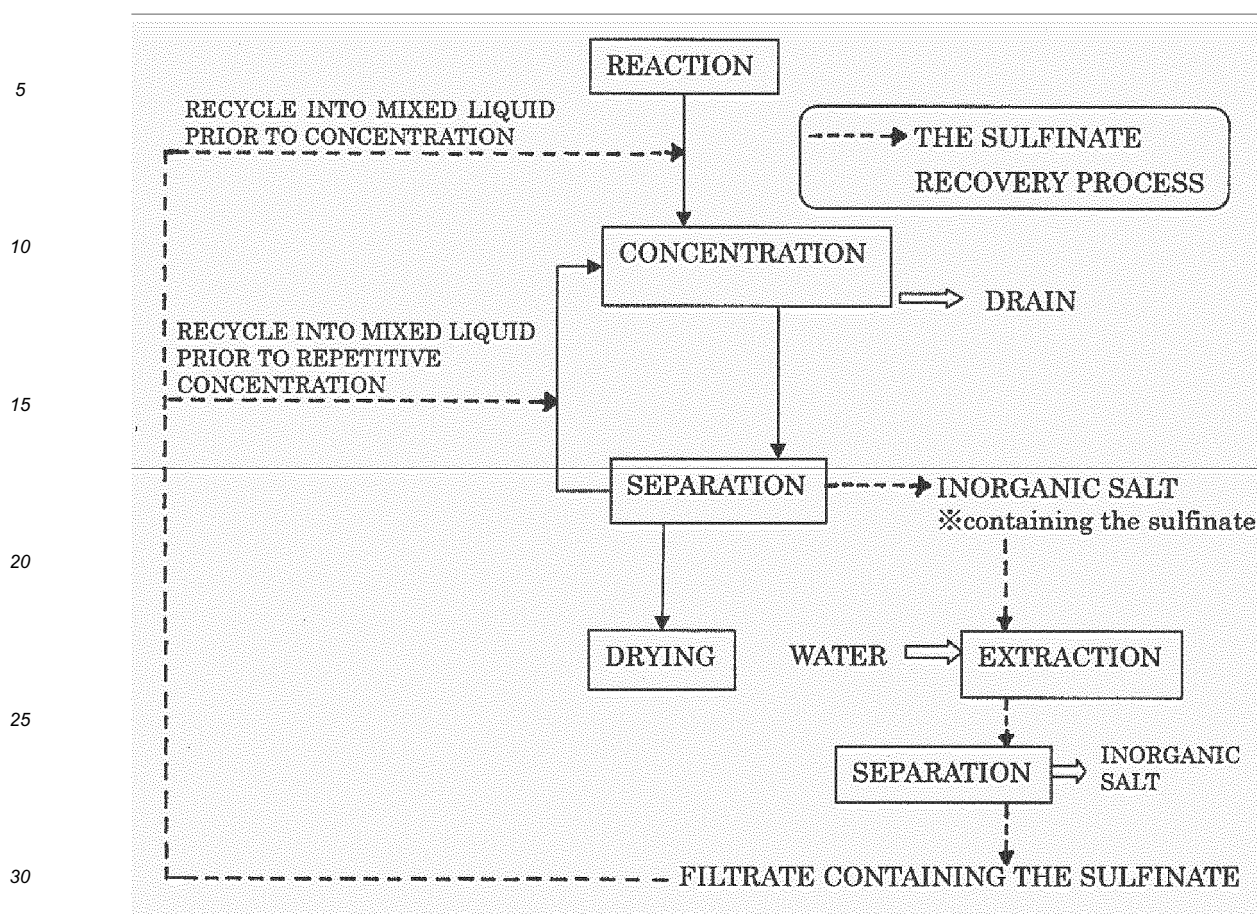 5
REACTION
RECYCLE INTO MIXED LIQUID
PRIOR TO CONCENTRATION
THE SULFINATE
RECOVERY PROCESS
10
CONCENTRATION
DRAIN
RECYCLE INTO MIXED LIQUID
PRIOR TO REPETITIVE
CONCENTRATION
15
SEPARATION
INORGANIC SALT
※containing the sulfinate
20
DRYING
WATER
EXTRACTION
25
SEPARATION
INORGANIC
SALT
30
FILTRATE CONTAINING THE SULFINATE